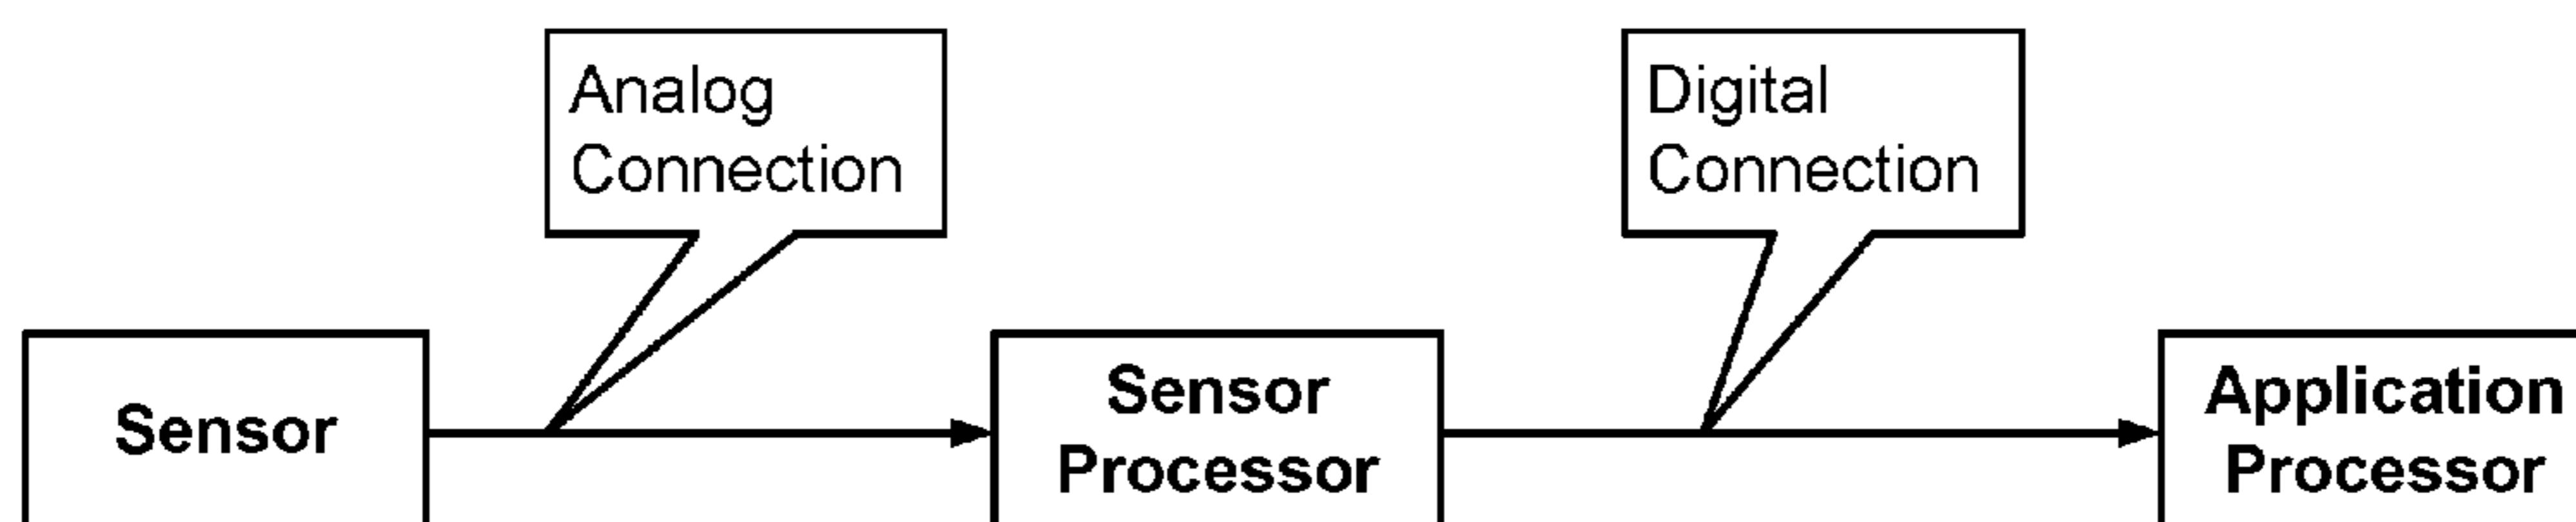 Analog
Connection
Digital
Connection
Sensor
Sensor
Processor
Application
Processor